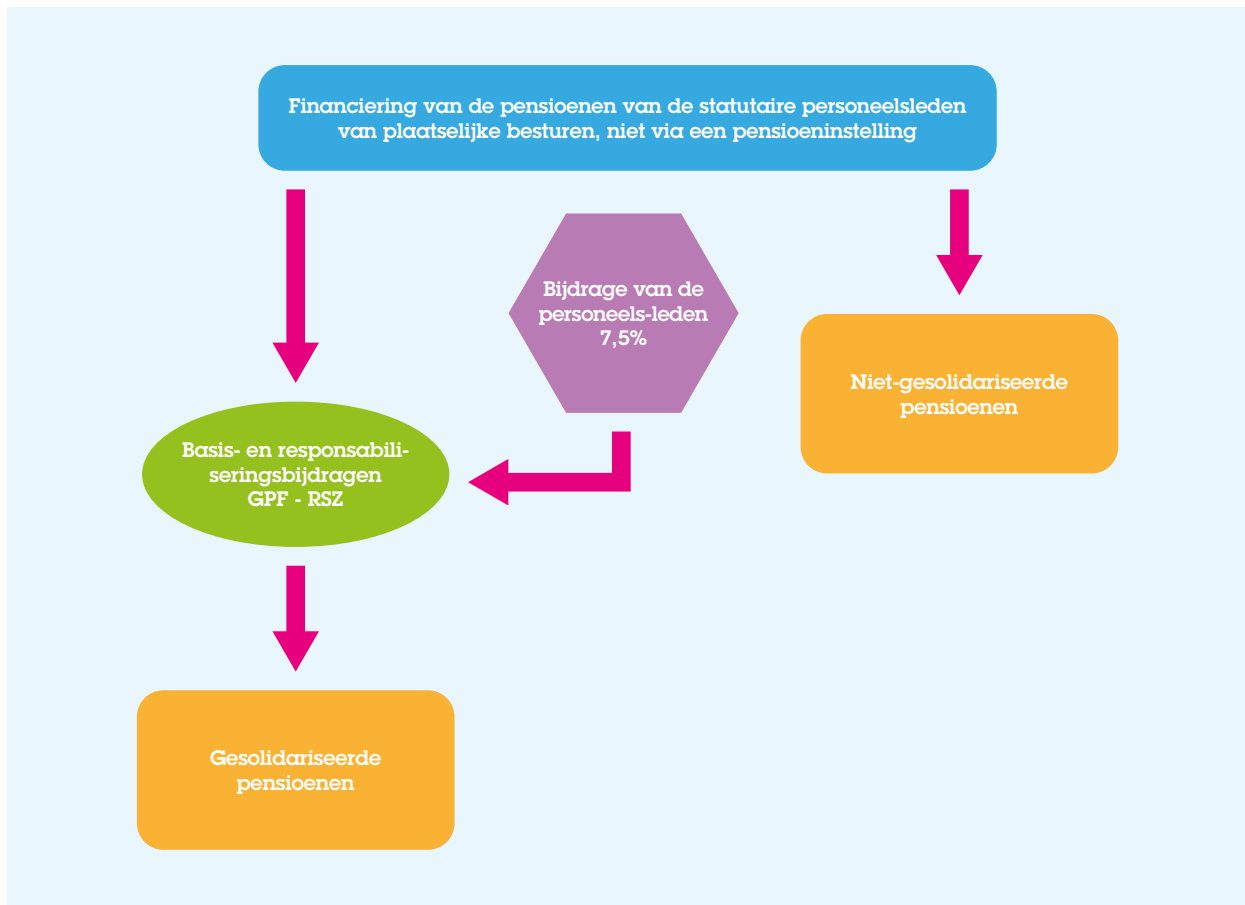 Financiering van de pensioenen van de statutaire personeelsleden
van plaatselijke besturen, niet via een pensioeninstelling
Bijdrage van de
personeels-leden
7,5%
Niet-gesolidariseerde
pensioenen
Basis- en responsabili-
seringsbijdragen
GPF - RSZ
Gesolidariseerde
pensioenen